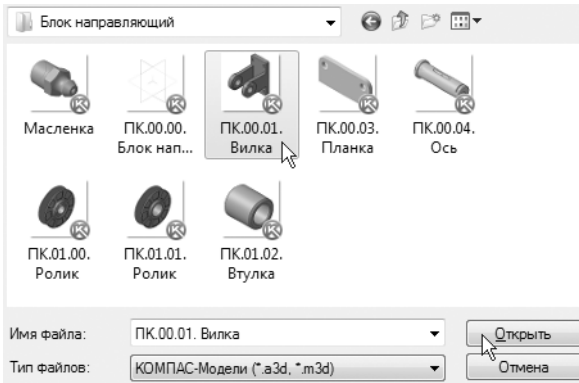 Блок направляющий
Масленка
ПК.00.00.
Блок нап...
ПК.00.01.
Вилка
ПК.00.03.
Планка
ПК.00.04.
Ось
ПК.01.00.
Ролик
ПК.01.01.
Ролик
ПК.01.02.
Втулка
Имя файла: ПК.00.01. Вилка Открыть
Тип файлов: КОМПАС-Модели (*.a3d, *.m3d) Отмена